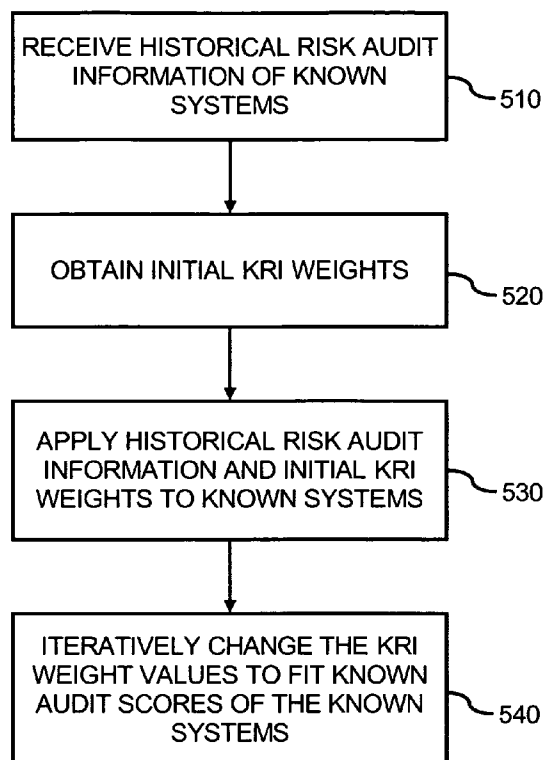 RECEIVE HISTORICAL RISK AUDIT
INFORMATION OF KNOWN
SYSTEMS
510
OBTAIN INITIAL KRI WEIGHTS
520
APPLY HISTORICAL RISK AUDIT
INFORMATION AND INITIAL KRI
WEIGHTS TO KNOWN SYSTEMS
530
ITERATIVELY CHANGE THE KRI
WEIGHT VALUES TO FIT KNOWN
AUDIT SCORES OF THE KNOWN
SYSTEMS
540